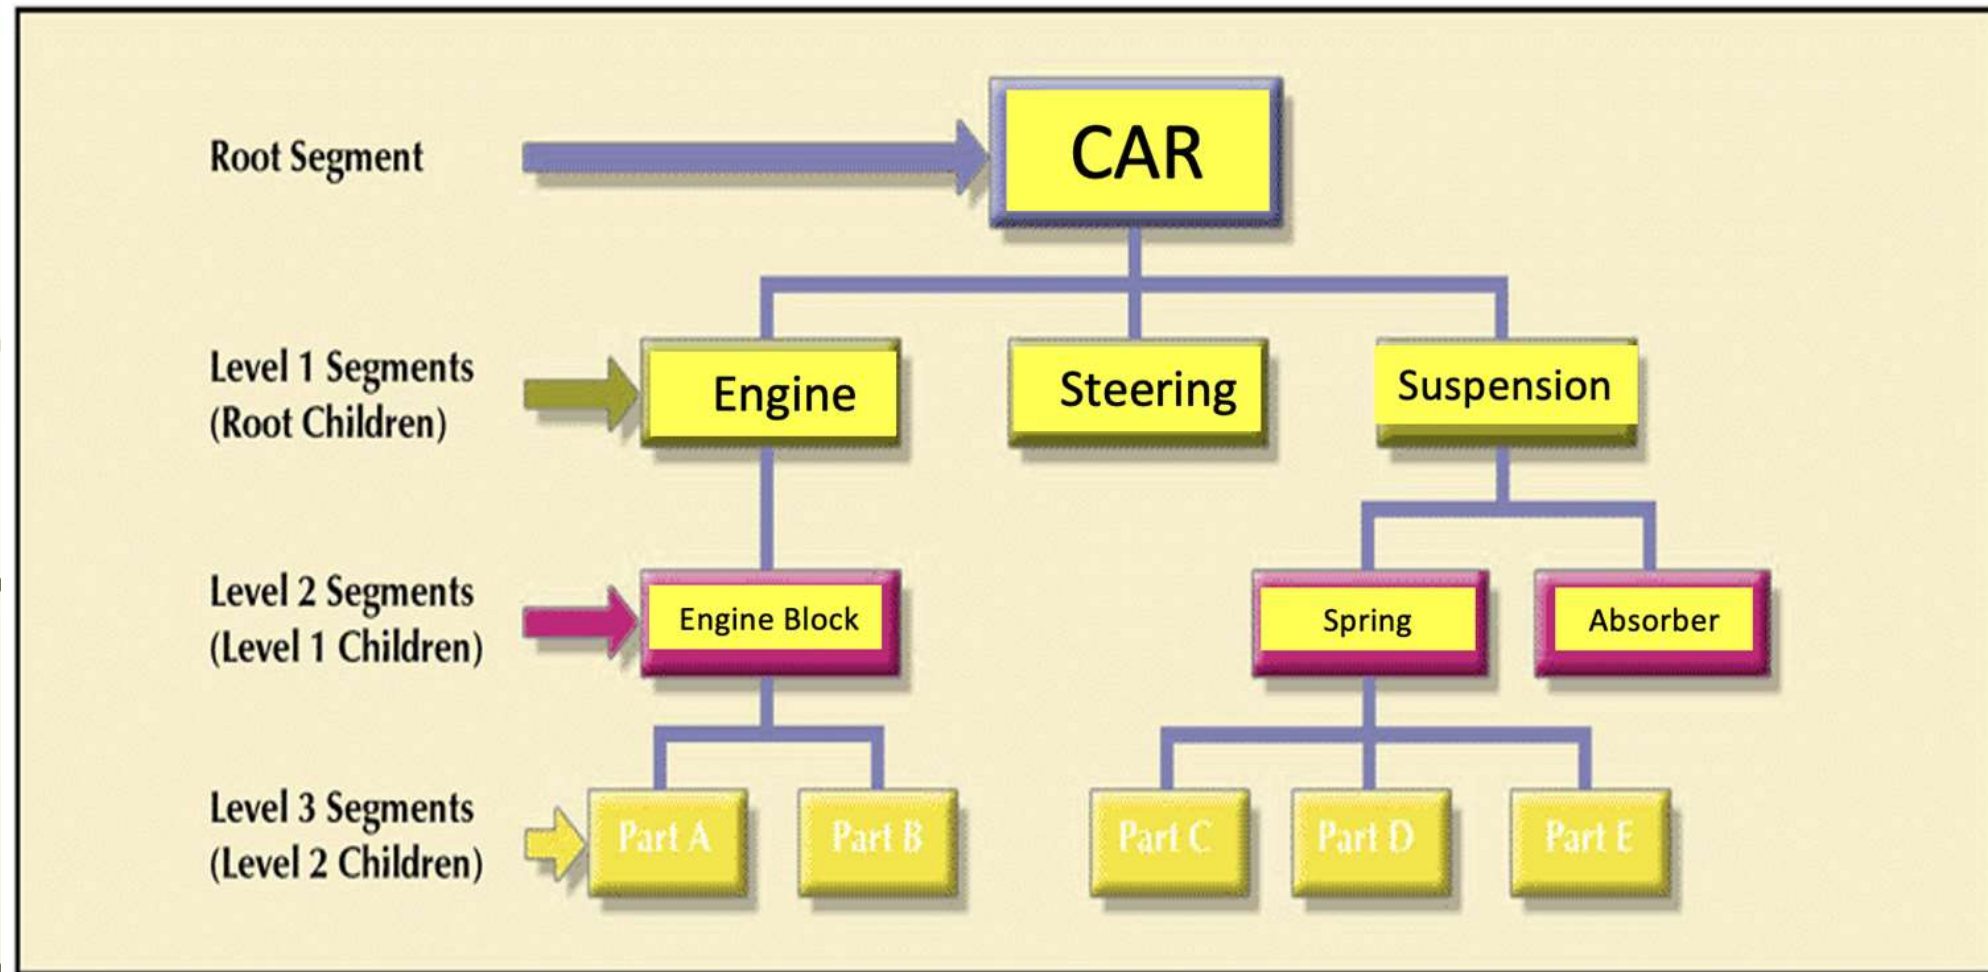 Root Segment
CAR
Level 1 Segments
(Root Children)
Engine
Steering
Suspension
Level 2 Segments
(Level 1 Children)
Engine Block
Spring
Absorber
Level 3 Segments
(Level 2 Children)
Part A
Part B
Part C
Part D
Part E